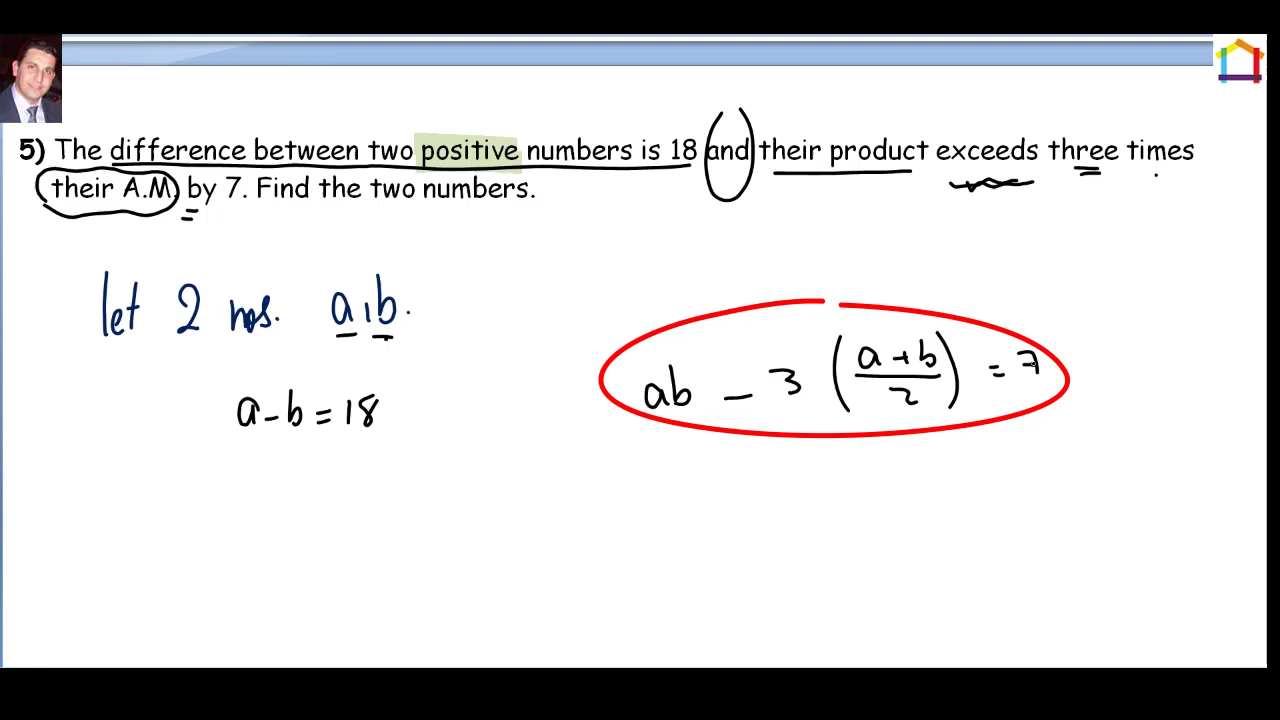 5) The difference between two positive numbers is 18 and their product exceeds three times
their A.M. by 7. Find the two numbers.
let 2 nos. a, b.
a - b = 18
ab - 3 ( (a + b)/2 ) = 7